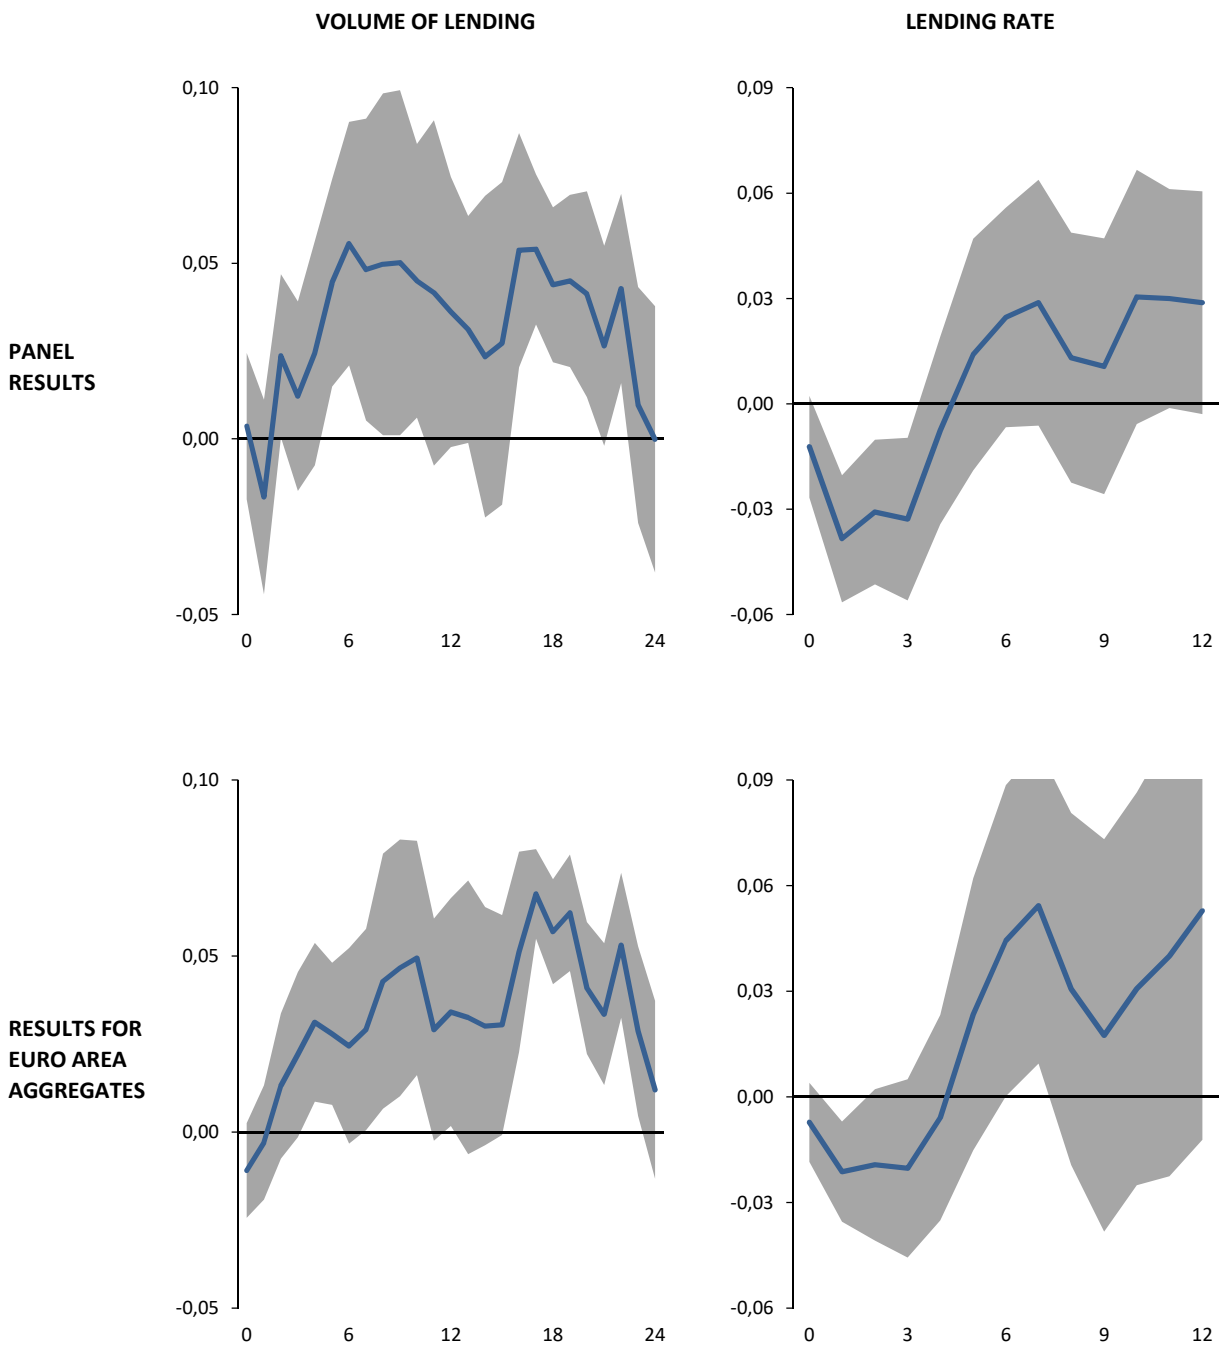 VOLUME OF LENDING
LENDING RATE
PANEL
RESULTS
0,10
0,05
0,00
-0,05
0 6 12 18 24
0,09
0,06
0,03
0,00
-0,03
-0,06
0 3 6 9 12
RESULTS FOR
EURO AREA
AGGREGATES
0,10
0,05
0,00
-0,05
0 6 12 18 24
0,09
0,06
0,03
0,00
-0,03
-0,06
0 3 6 9 12